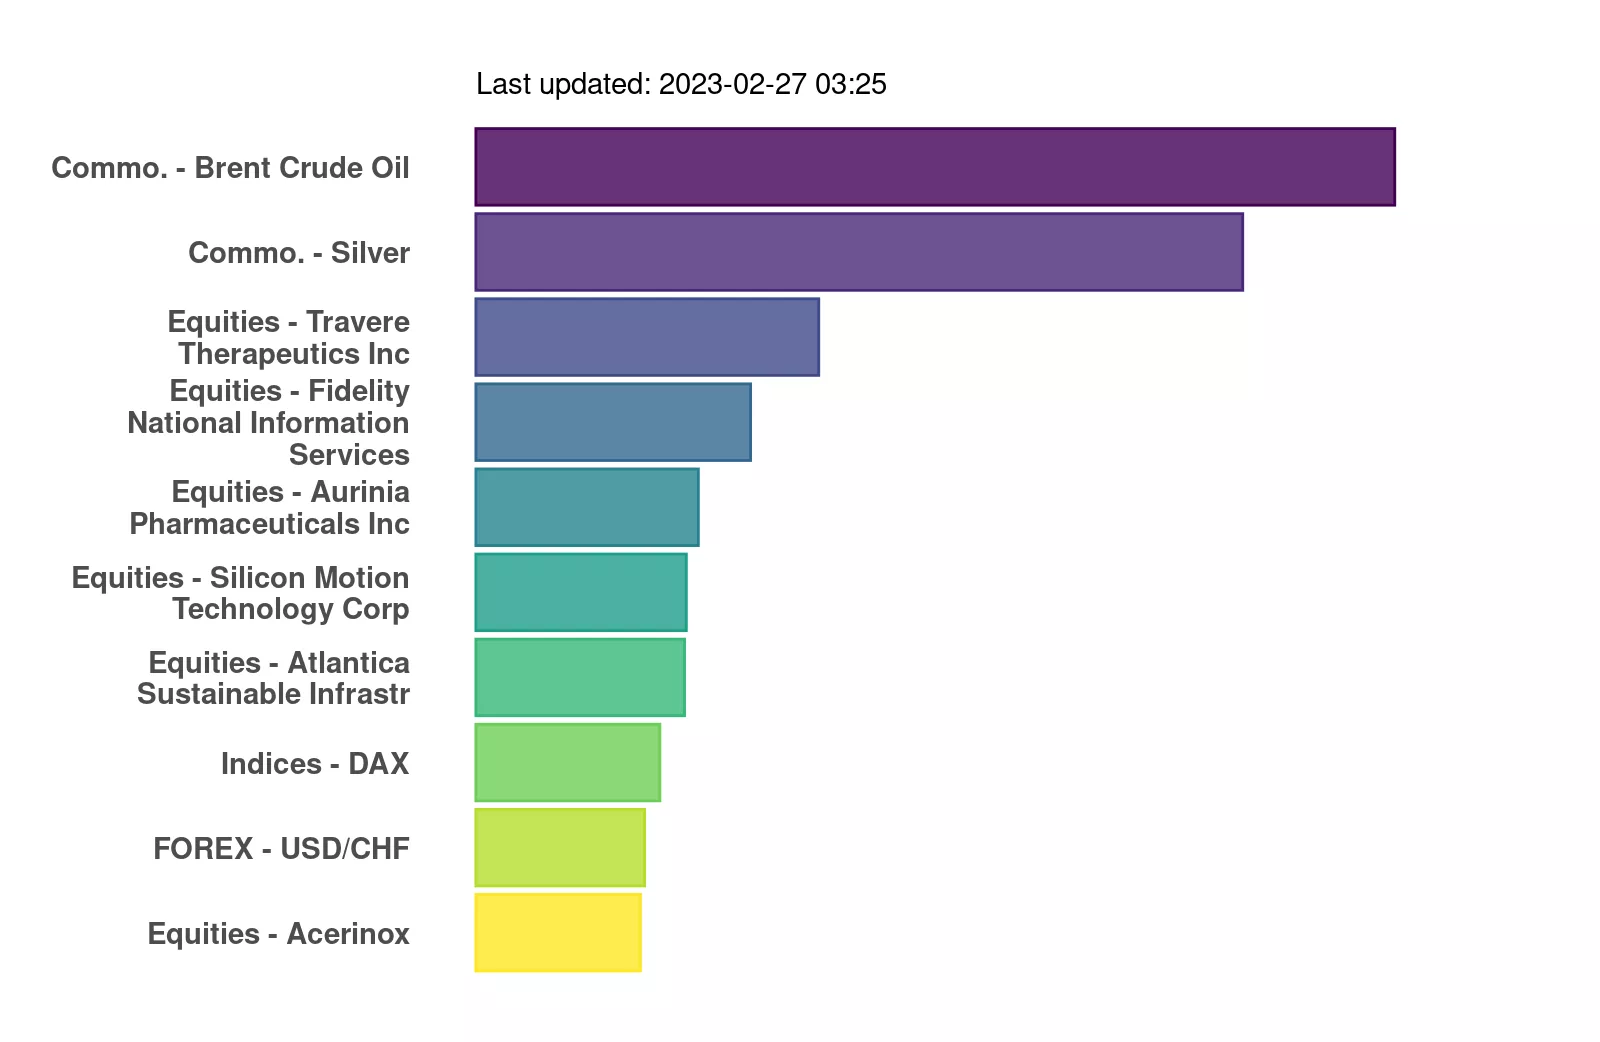 Last updated: 2023-02-27 03:25
Commo. - Brent Crude Oil
Commo. - Silver
Equities - Travere
Therapeutics Inc
Equities - Fidelity
National Information
Services
Equities - Aurinia
Pharmaceuticals Inc
Equities - Silicon Motion
Technology Corp
Equities - Atlantica
Sustainable Infrastr
Indices - DAX
FOREX - USD/CHF
Equities - Acerinox